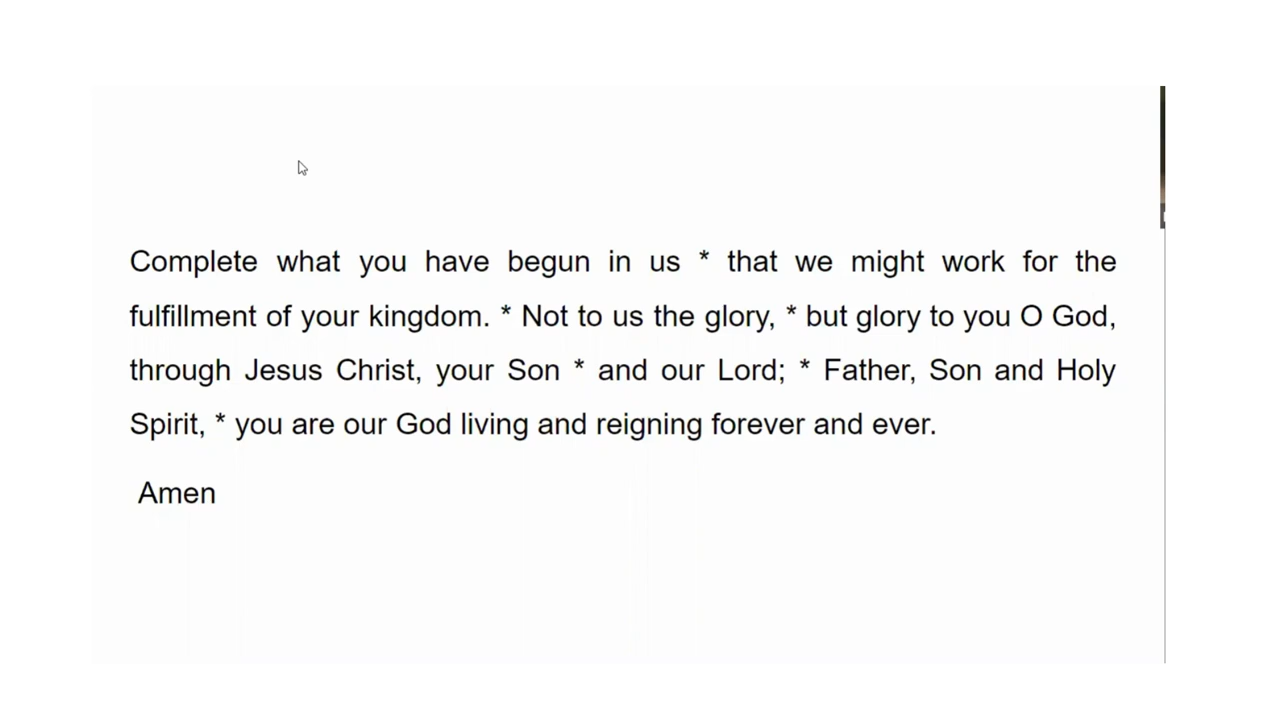 Complete what you have begun in us * that we might work for the
fulfillment of your kingdom. * Not to us the glory, * but glory to you O God,
through Jesus Christ, your Son * and our Lord; * Father, Son and Holy
Spirit, * you are our God living and reigning forever and ever.
Amen